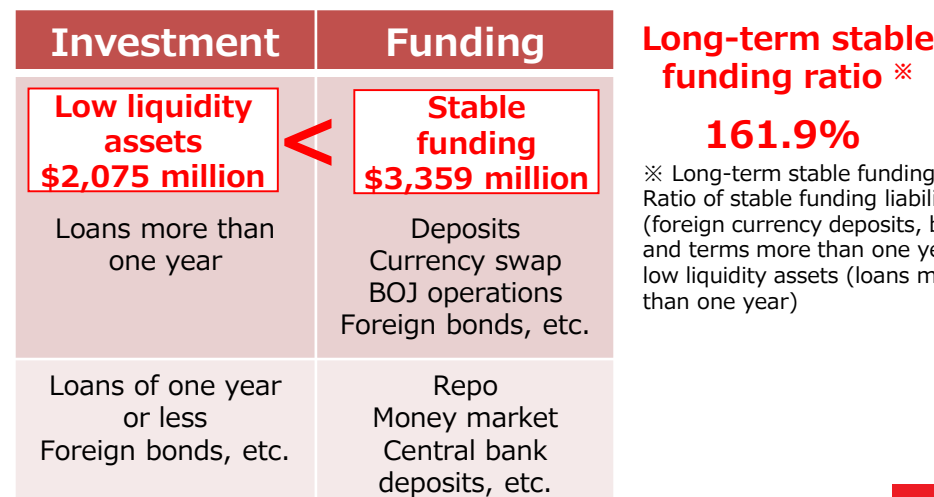 Investment
Funding
Low liquidity
assets
$2,075 million
<
Stable
funding
$3,359 million
Loans more than
one year
Deposits
Currency swap
BOJ operations
Foreign bonds, etc.
Loans of one year
or less
Foreign bonds, etc.
Repo
Money market
Central bank
deposits, etc.
Long-term stable
funding ratio ※
161.9%
※ Long-term stable funding
Ratio of stable funding
(foreign currency deposits,
and terms more than one
low liquidity assets (loans
than one year)